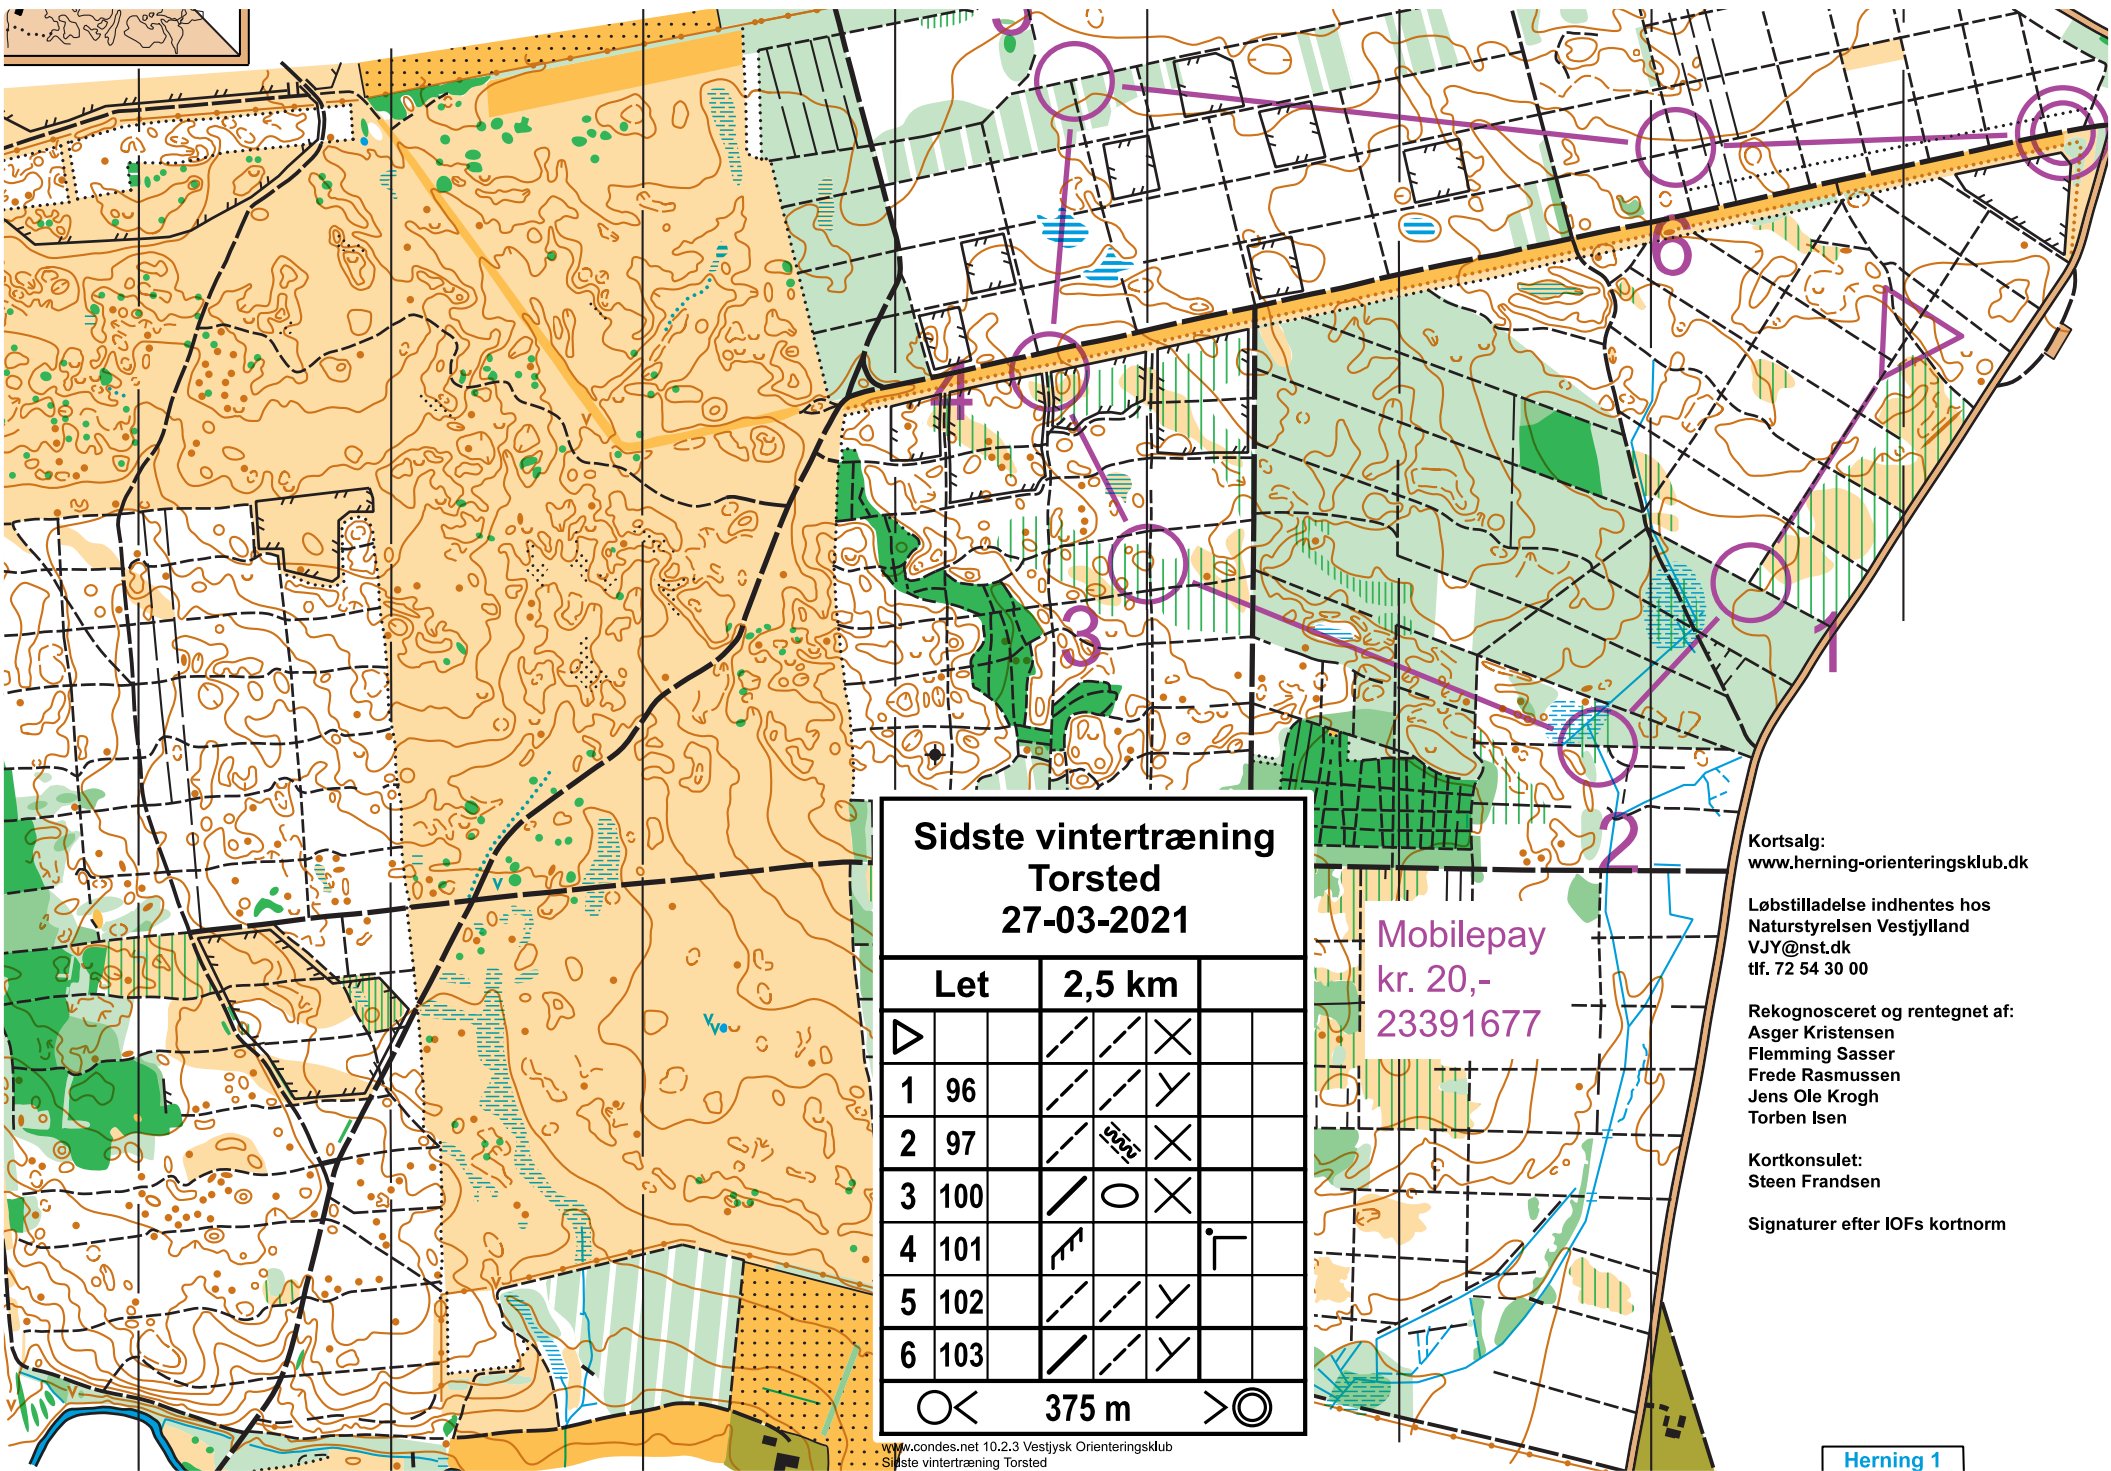 5
6
4
3
1
2
Sidste vintertræning
Torsted
27-03-2021
Let 2,5 km
1 96
2 97
3 100
4 101
5 102
6 103
375 m
www.condes.net 10.2.3 Vestjysk Orienteringsklub
Sidste vintertræning Torsted
Mobilepay
kr. 20,-
23391677
Kortsalg:
www.herning-orienteringsklub.dk
Løbstilladelse indhentes hos
Naturstyrelsen Vestjylland
VJY@nst.dk
tlf. 72 54 30 00
Rekognosceret og rentegnet af:
Asger Kristensen
Flemming Sasser
Frede Rasmussen
Jens Ole Krogh
Torben Isen
Kortkonsulet:
Steen Frandsen
Signaturer efter IOFs kortnorm
Herning 1